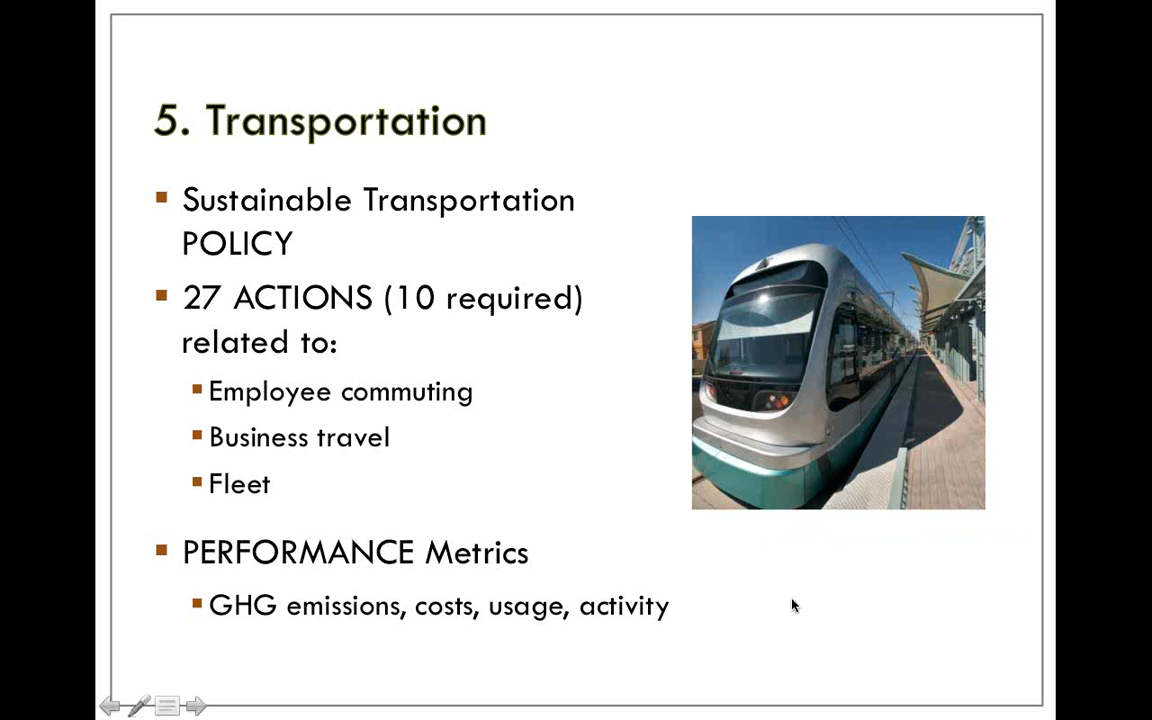 5. Transportation
Sustainable Transportation
POLICY
27 ACTIONS (10 required)
related to:
Employee commuting
Business travel
Fleet
PERFORMANCE Metrics
GHG emissions, costs, usage, activity